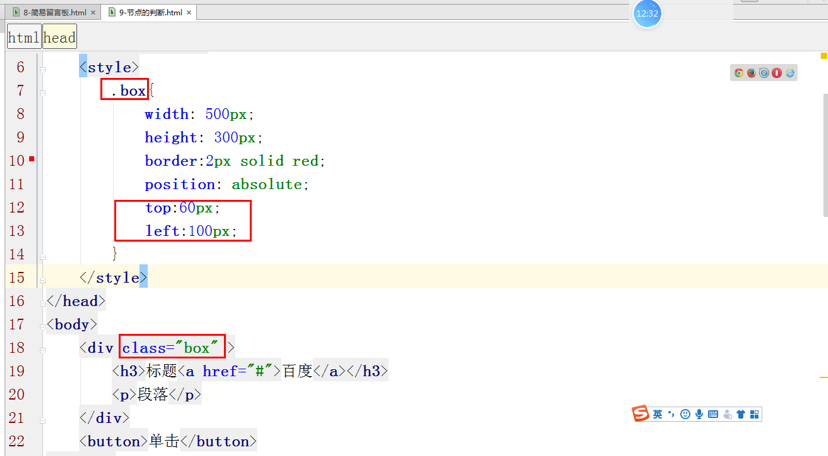 8-简易留言板.html × 9-节点的判断.html ×
12:32
html head
6 <style>
7 .box{
8 width: 500px;
9 height: 300px;
10 border:2px solid red;
11 position: absolute;
12 top:60px;
13 left:100px;
14 }
15 </style>
16 </head>
17 <body>
18 <div class="box" >
19 <h3>标题<a href="#">百度</a></h3>
20 <p>段落</p>
21 </div>
22 <button>单击</button>
S 英